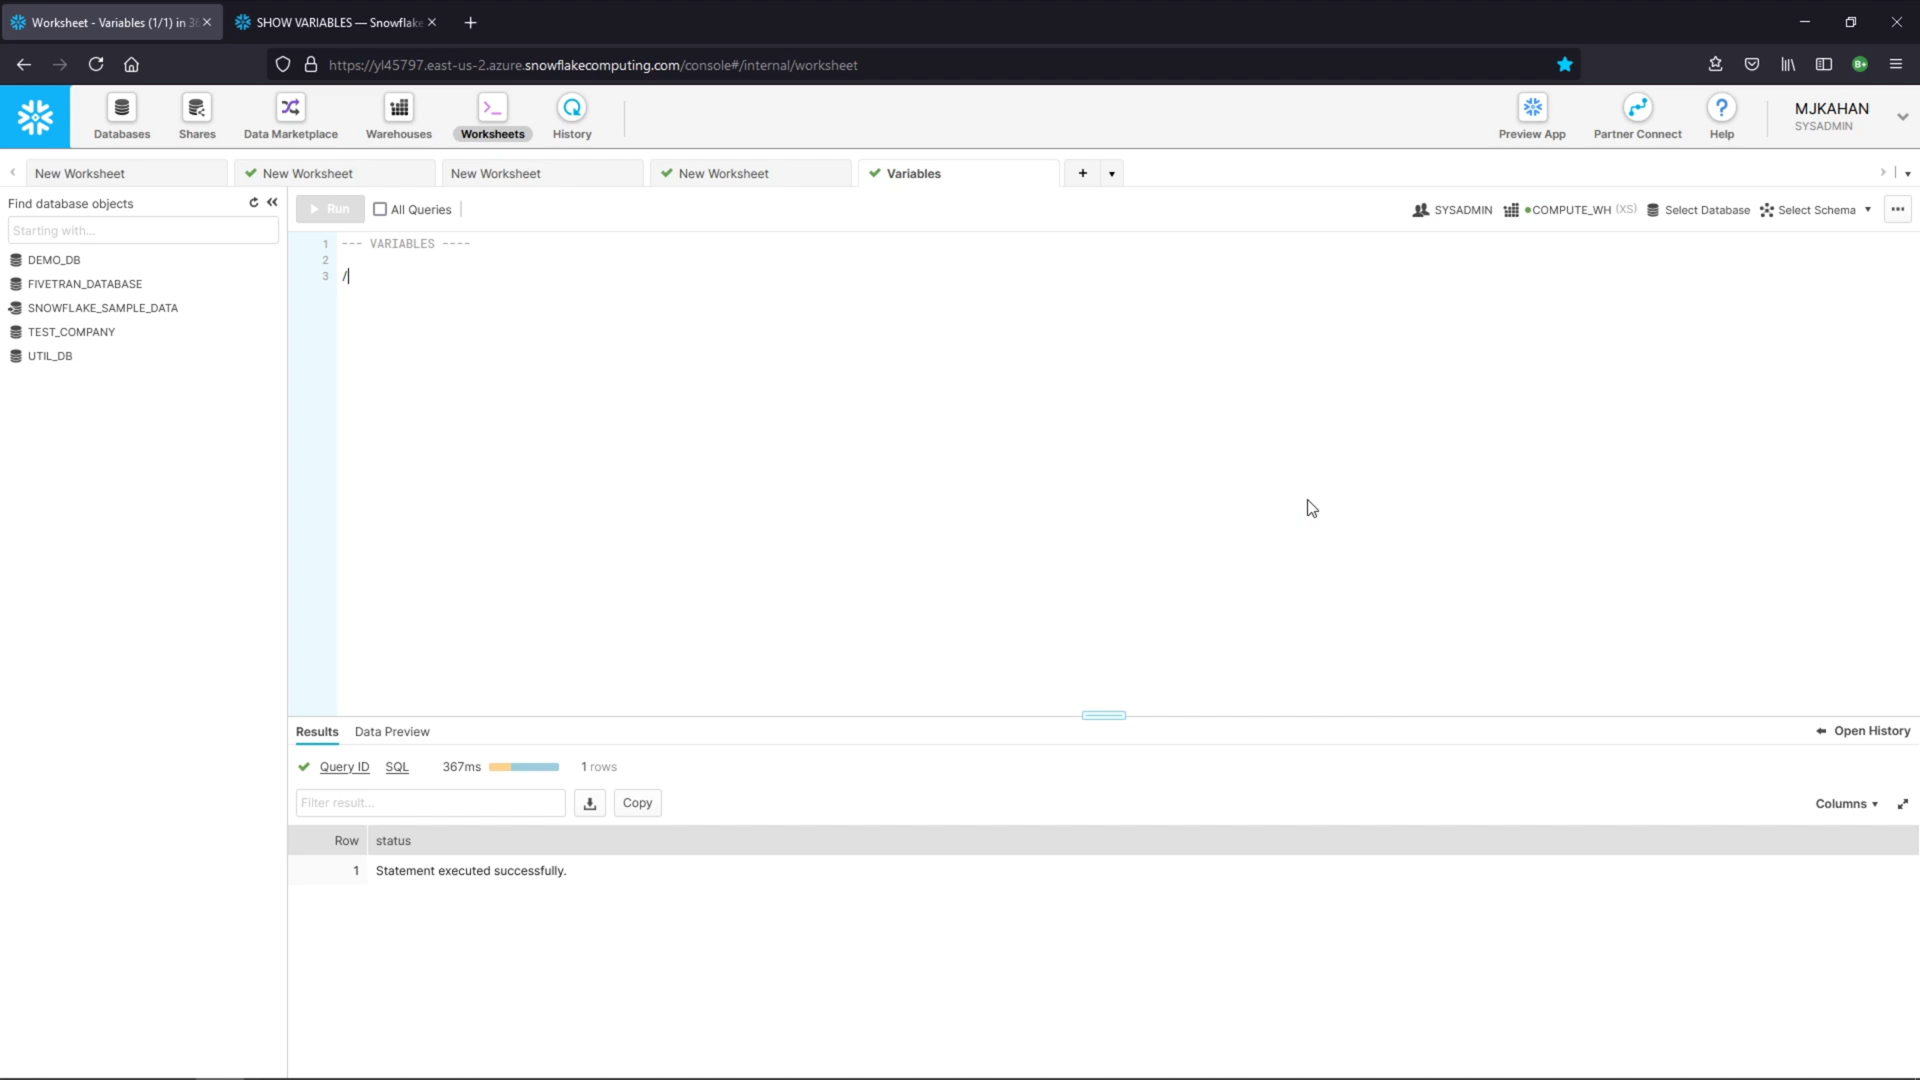 Worksheet - Variables (1/1) in 36
SHOW VARIABLES — Snowflake
https://yl45797.east-us-2.azure.snowflakecomputing.com/console#/internal/worksheet
B+
Databases
Shares
Data Marketplace
Warehouses
Worksheets
History
Preview App
Partner Connect
Help
MJKAHAN
SYSADMIN
New Worksheet
New Worksheet
New Worksheet
New Worksheet
Variables
Find database objects
Starting with...
DEMO_DB
FIVETRAN_DATABASE
SNOWFLAKE_SAMPLE_DATA
TEST_COMPANY
UTIL_DB
Run
All Queries
SYSADMIN
COMPUTE_WH (XS)
Select Database
Select Schema
1 --- VARIABLES ----
2
3 /
Results
Data Preview
Open History
Query ID
SQL
367ms
1 rows
Filter result...
Copy
Columns
Row status
1 Statement executed successfully.